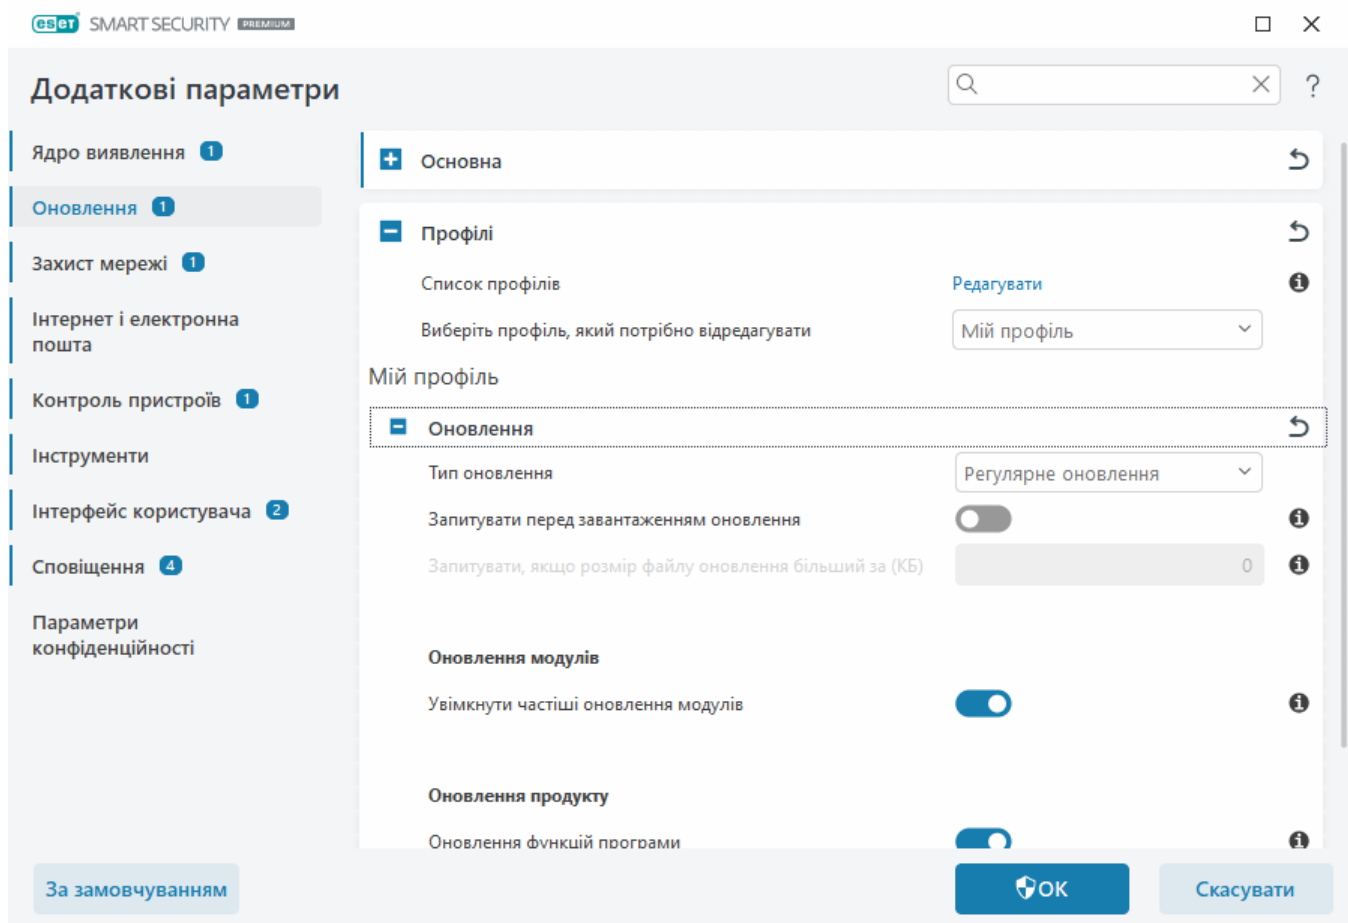 eseT SMART SECURITY PREMIUM
Додаткові параметри
?
Ядро виявлення 1
Оновлення 1
Захист мережі 1
Інтернет і електронна
пошта
Контроль пристроїв 1
Інструменти
Інтерфейс користувача 2
Сповіщення 4
Параметри
конфіденційності
Основна
Профілі
Список профілів Редагувати
Виберіть профіль, який потрібно відредагувати Мій профіль
Мій профіль
Оновлення
Тип оновлення Регулярне оновлення
Запитувати перед завантаженням оновлення
Запитувати, якщо розмір файлу оновлення більший за (КБ) 0
Оновлення модулів
Увімкнути частіші оновлення модулів
Оновлення продукту
Оновлення функцій програми
За замовчуванням
ОК
Скасувати